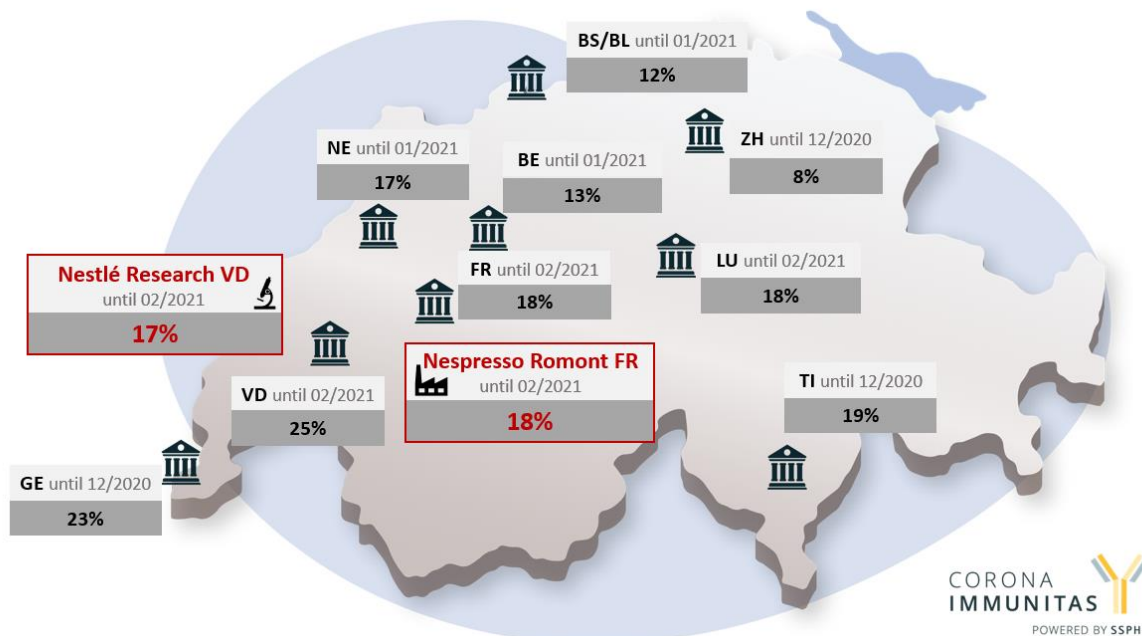 BS/BL until 01/2021
12%
ZH until 12/2020
8%
NE until 01/2021
17%
BE until 01/2021
13%
Nestlé Research VD
until 02/2021
17%
FR until 02/2021
18%
LU until 02/2021
18%
VD until 02/2021
25%
Nespresso Romont FR
until 02/2021
18%
TI until 12/2020
19%
GE until 12/2020
23%
CORONA
IMMUNITAS
POWERED BY SSPH